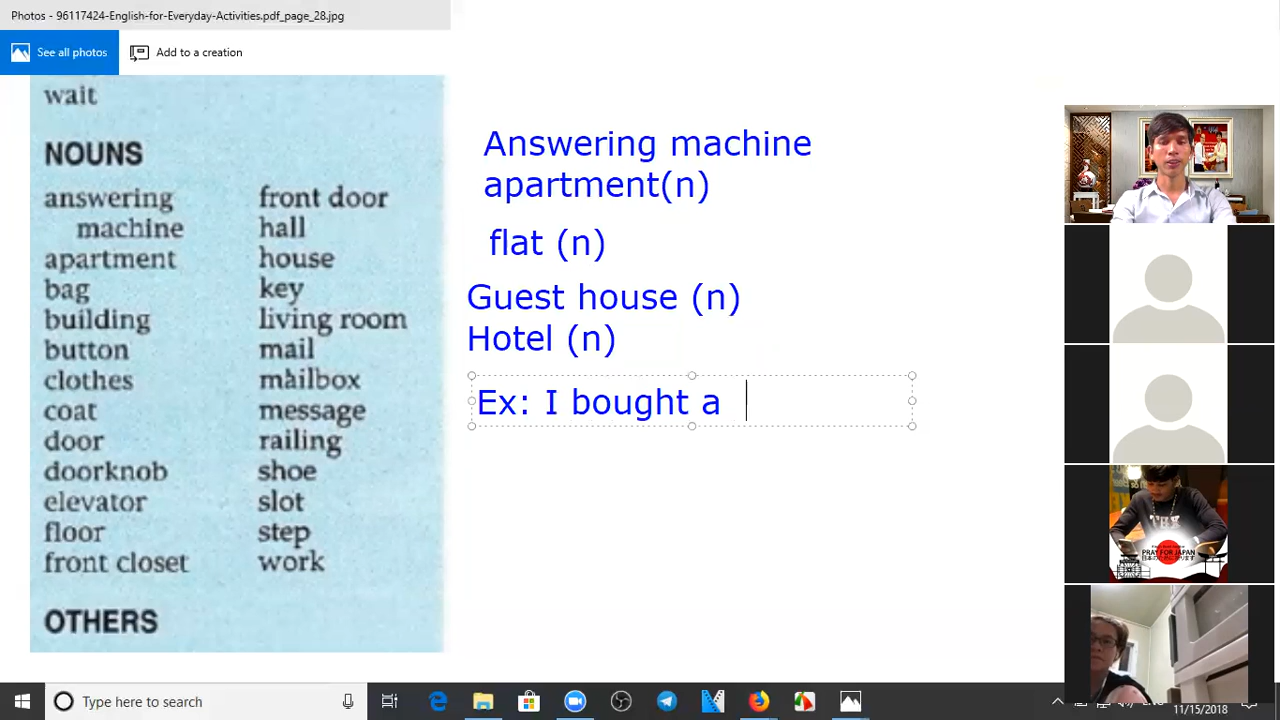 Photos - 96117424-English-for-Everyday-Activities.pdf_page_28.jpg
See all photos
Add to a creation
wait
NOUNS
answering
machine
apartment
bag
building
button
clothes
coat
door
doorknob
elevator
floor
front closet
front door
hall
house
key
living room
mail
mailbox
message
railing
shoe
slot
step
work
OTHERS
Answering machine
apartment(n)
flat (n)
Guest house (n)
Hotel (n)
Ex: I bought a
PRAY FOR JAPAN
Type here to search
11/15/2018